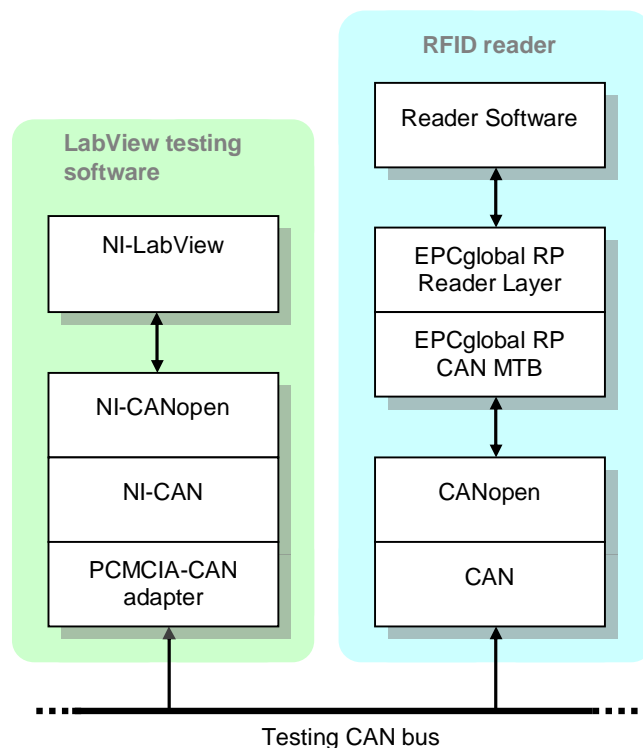 LabView testing
software
NI-LabView
NI-CANopen
NI-CAN
PCMCIA-CAN
adapter
RFID reader
Reader Software
EPCglobal RP
Reader Layer
EPCglobal RP
CAN MTB
CANopen
CAN
Testing CAN bus